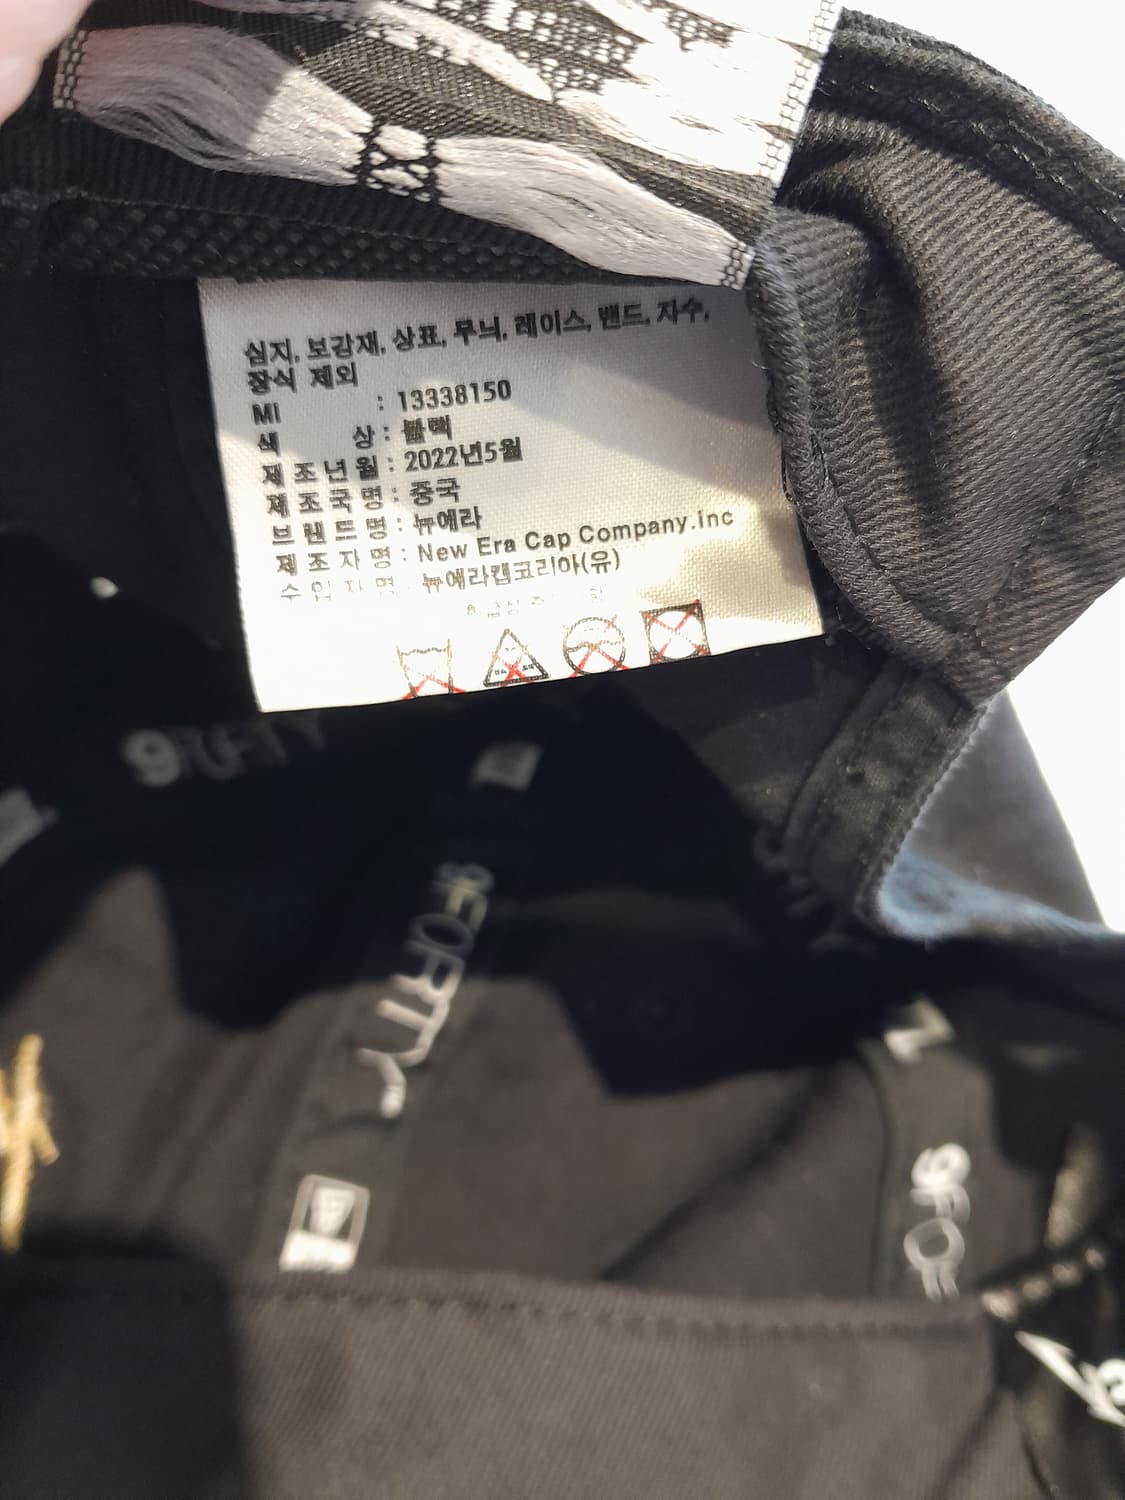 심지, 보강재, 상표, 무늬, 레이스, 밴드, 자수,
장식 제외
MI : 13338150
색 상 : 블랙
제조년월 : 2022년5월
제조국명 : 중국
브랜드명 : 뉴에라
제조자명 : New Era Cap Company.Inc
수입자명 : 뉴에라캡코리아(유)
9FORTY
9FORTY
9FO